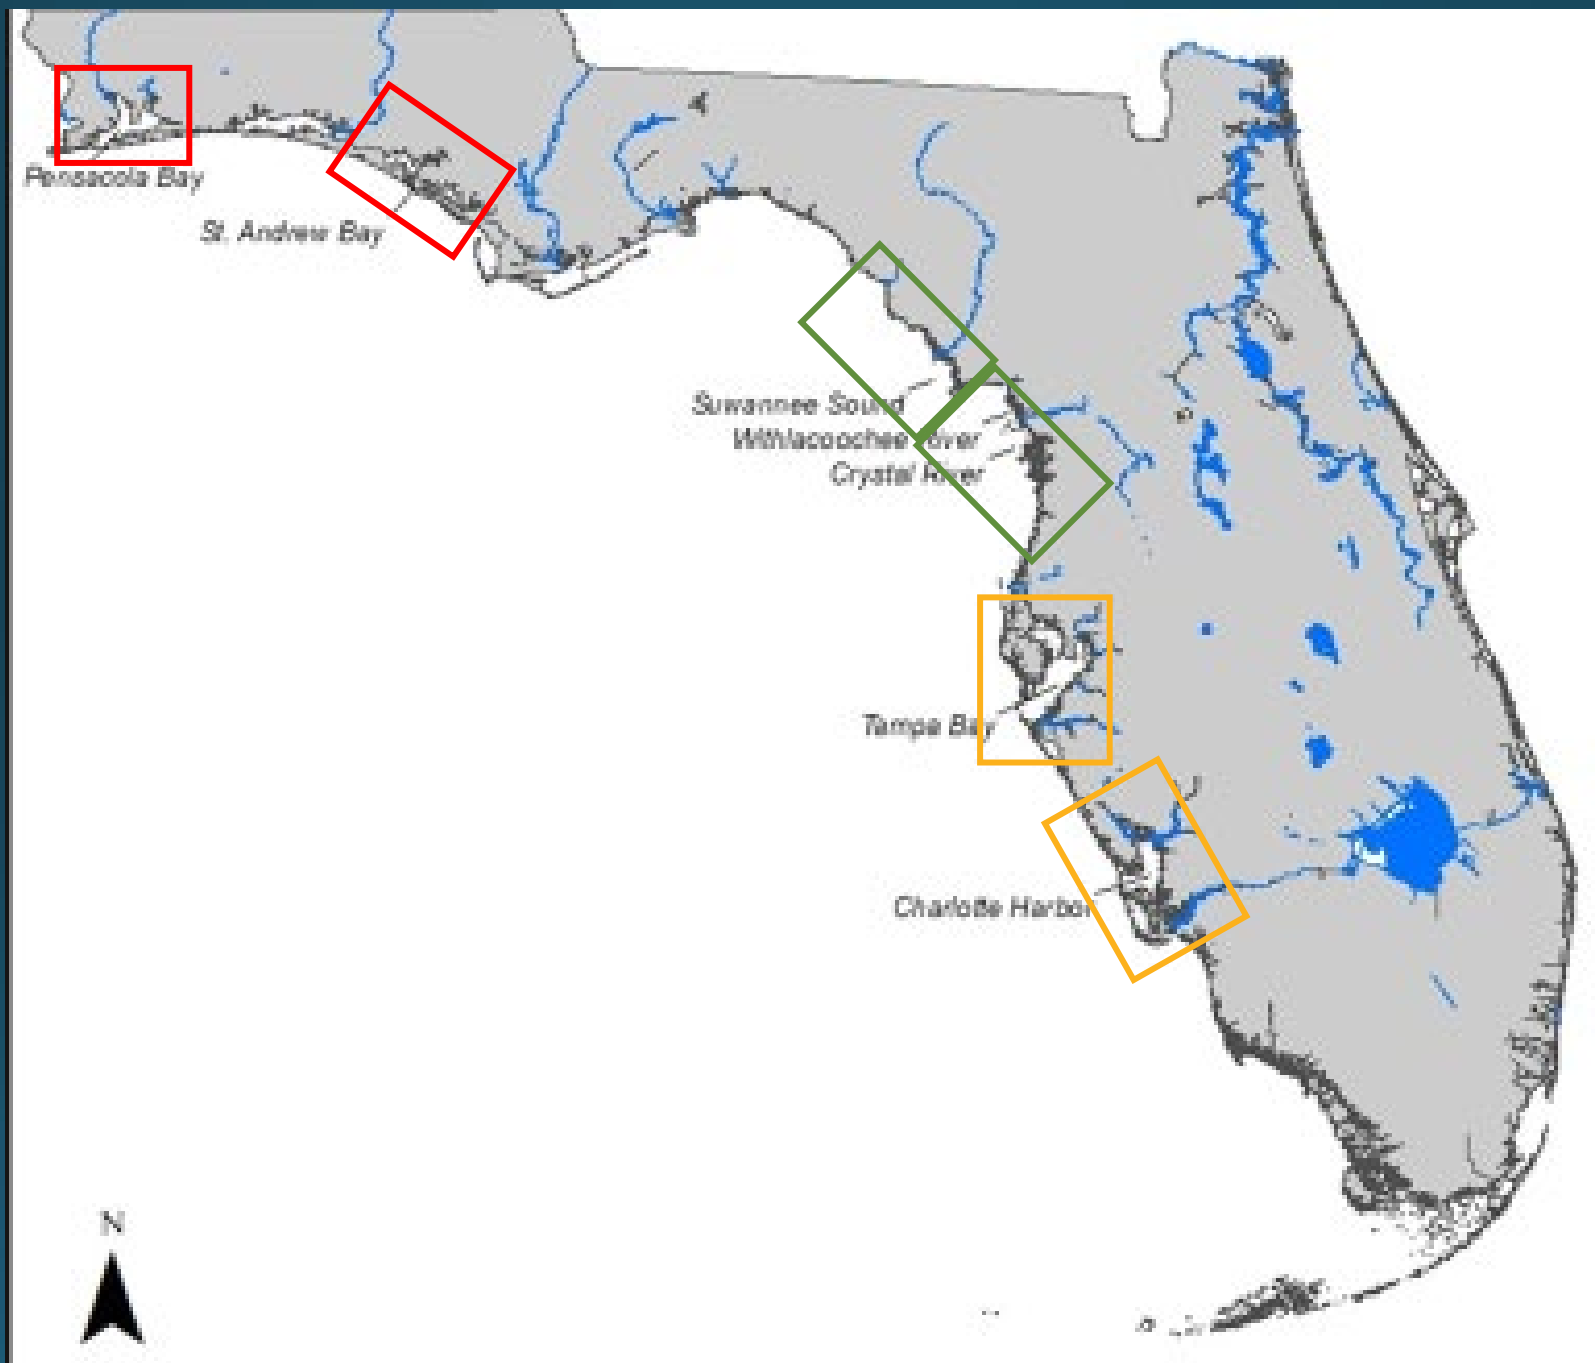 Pensacola Bay
St. Andrew Bay
Suwannee Sound
Withlacoochee River
Crystal River
Tampa Bay
Charlotte Harbor
N